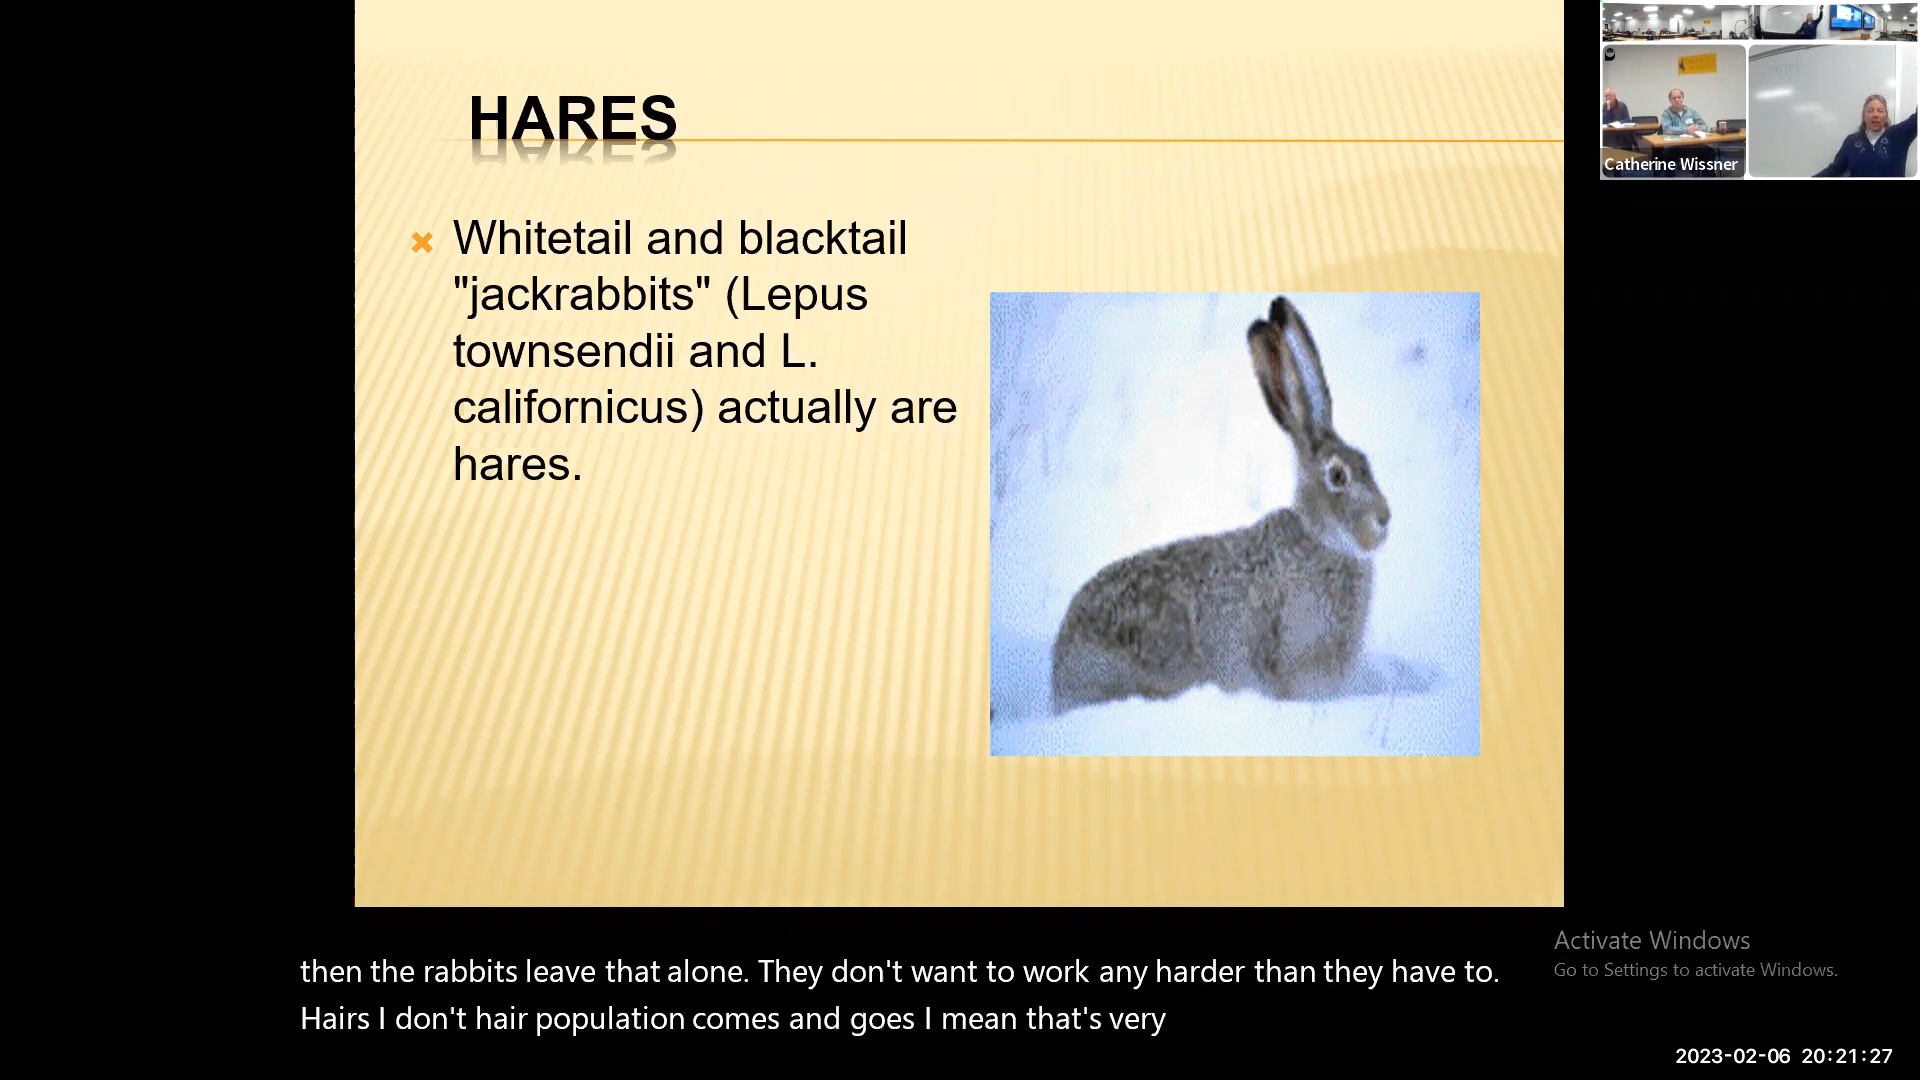 HARES
Whitetail and blacktail
"jackrabbits" (Lepus
townsendii and L.
californicus) actually are
hares.
Catherine Wissner
then the rabbits leave that alone. They don't want to work any harder than they have to.
Hairs I don't hair population comes and goes I mean that's very
Activate Windows
Go to Settings to activate Windows.
2023-02-06 20:21:27